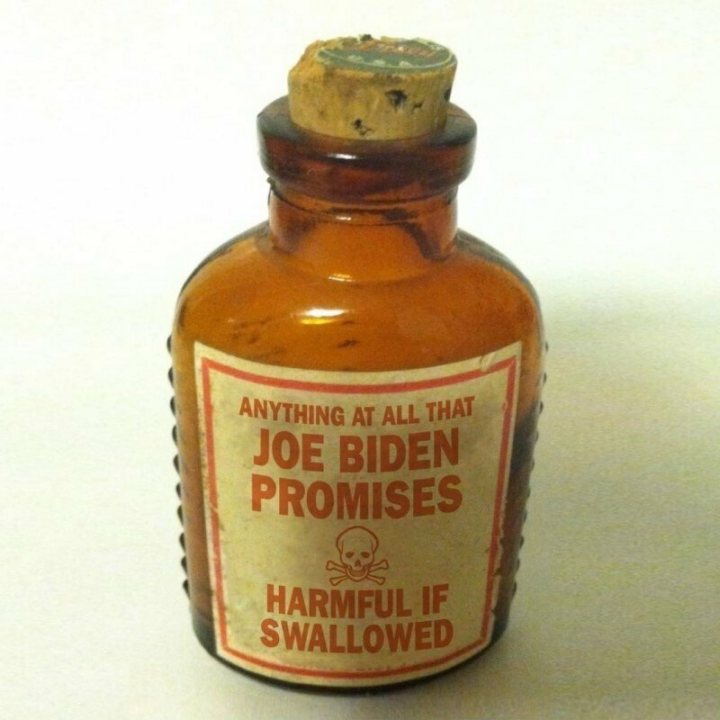 ANYTHING AT ALL THAT
JOE BIDEN
PROMISES
HARMFUL IF
SWALLOWED